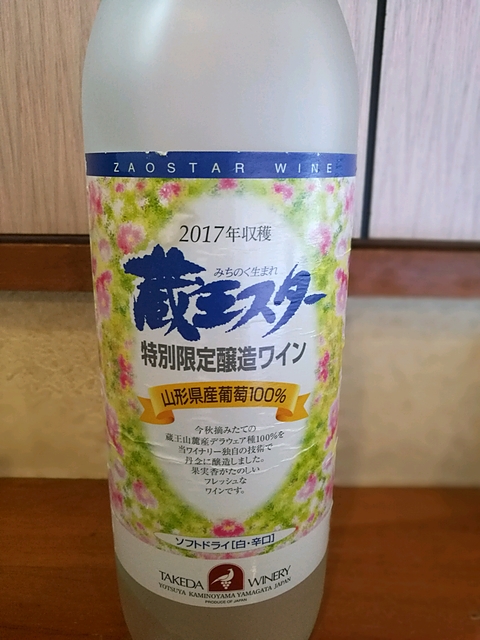 ZAOSTAR WINE
2017年収穫
みちのく生まれ
蔵王スター
特別限定醸造ワイン
山形県産葡萄100%
今秋摘みたての
蔵王山麓産デラウェア種100%を
当ワイナリー独自の技術で
丹念に醸造しました。
果実香がたのしい
フレッシュな
ワインです。
ソフトドライ[白・辛口]
TAKEDA WINERY
YOTSUYA KAMINOYAMA YAMAGATA JAPAN
PRODUCE OF JAPAN